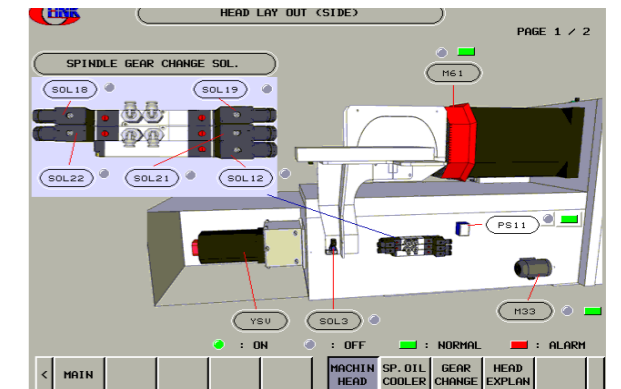 LINK
HEAD LAY OUT (SIDE)
PAGE 1 / 2
SPINDLE GEAR CHANGE SOL.
M61
SOL18
SOL19
SOL22
SOL21
SOL12
PS11
YSV
SOL3
M33
: ON
: OFF
: NORMAL
: ALARM
<
MAIN
MACHIN HEAD
SP.OIL COOLER
GEAR CHANGE
HEAD EXPLAN